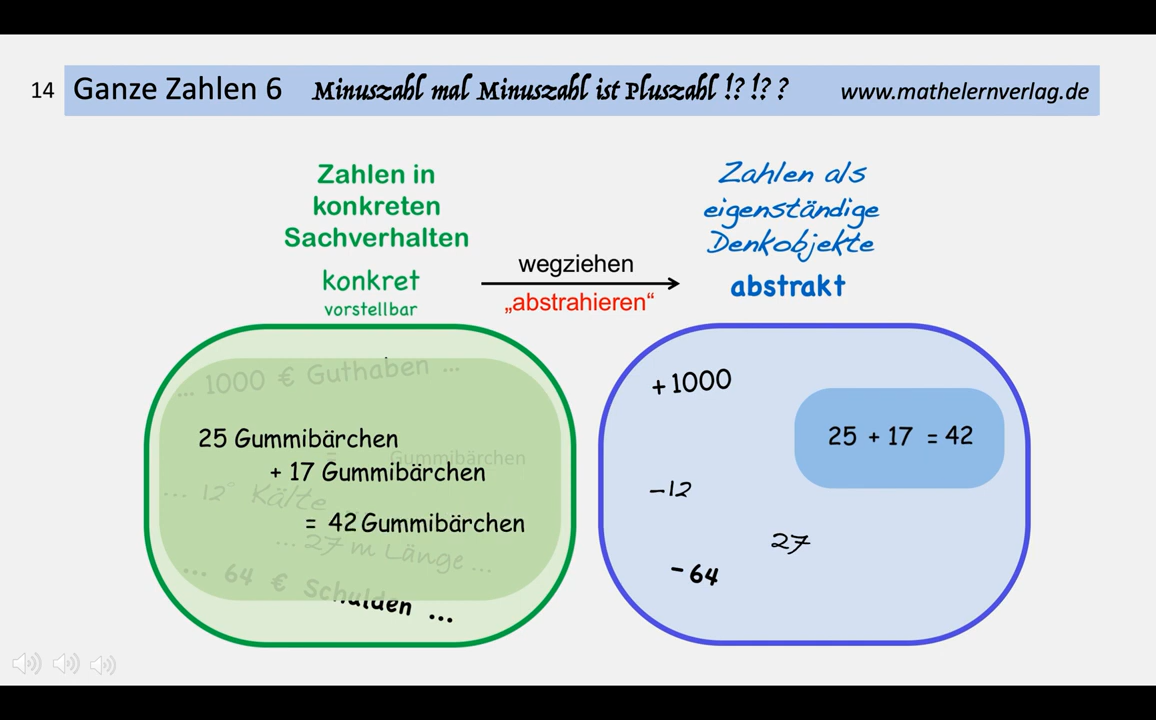 14 Ganze Zahlen 6 Minuszahl mal Minuszahl ist Pluszahl !? !? ? www.mathelernverlag.de
Zahlen in
konkreten
Sachverhalten
konkret
vorstellbar
wegziehen
„abstrahieren“
Zahlen als
eigenständige
Denkobjekte
abstrakt
... 1000 € Guthaben ...
25 Gummibärchen
= Gummibärchen
+ 17 Gummibärchen
... 12° Kälte
= 42 Gummibärchen
... 27 m Länge ...
... 64 € Schulden ...
+1000
25 + 17 = 42
-12
27
-64